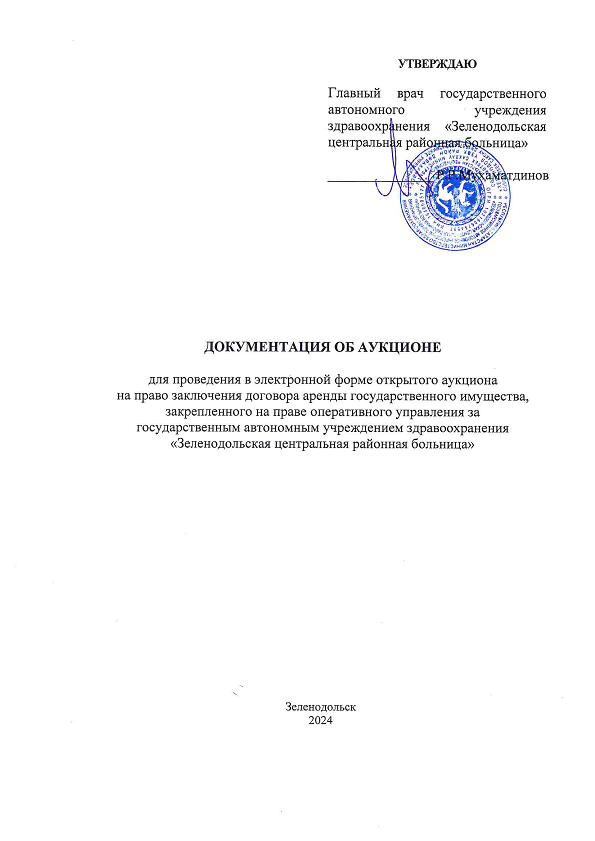 УТВЕРЖДАЮ
Главный врач государственного
автономного учреждения
здравоохранения «Зеленодольская
центральная районная больница»
Р.Р.Мухаматдинов
ДОКУМЕНТАЦИЯ ОБ АУКЦИОНЕ
для проведения в электронной форме открытого аукциона
на право заключения договора аренды государственного имущества,
закрепленного на праве оперативного управления за
государственным автономным учреждением здравоохранения
«Зеленодольская центральная районная больница»
Зеленодольск
2024